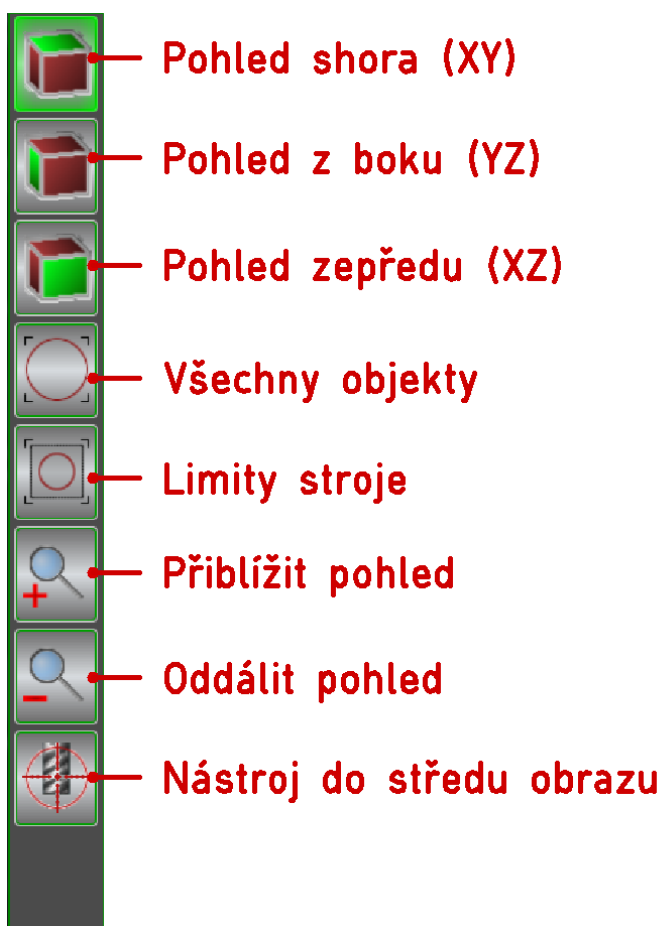 Pohled shora (XY)
Pohled z boku (YZ)
Pohled zepředu (XZ)
Všechny objekty
Limity stroje
Přiblížit pohled
Oddálit pohled
Nástroj do středu obrazu